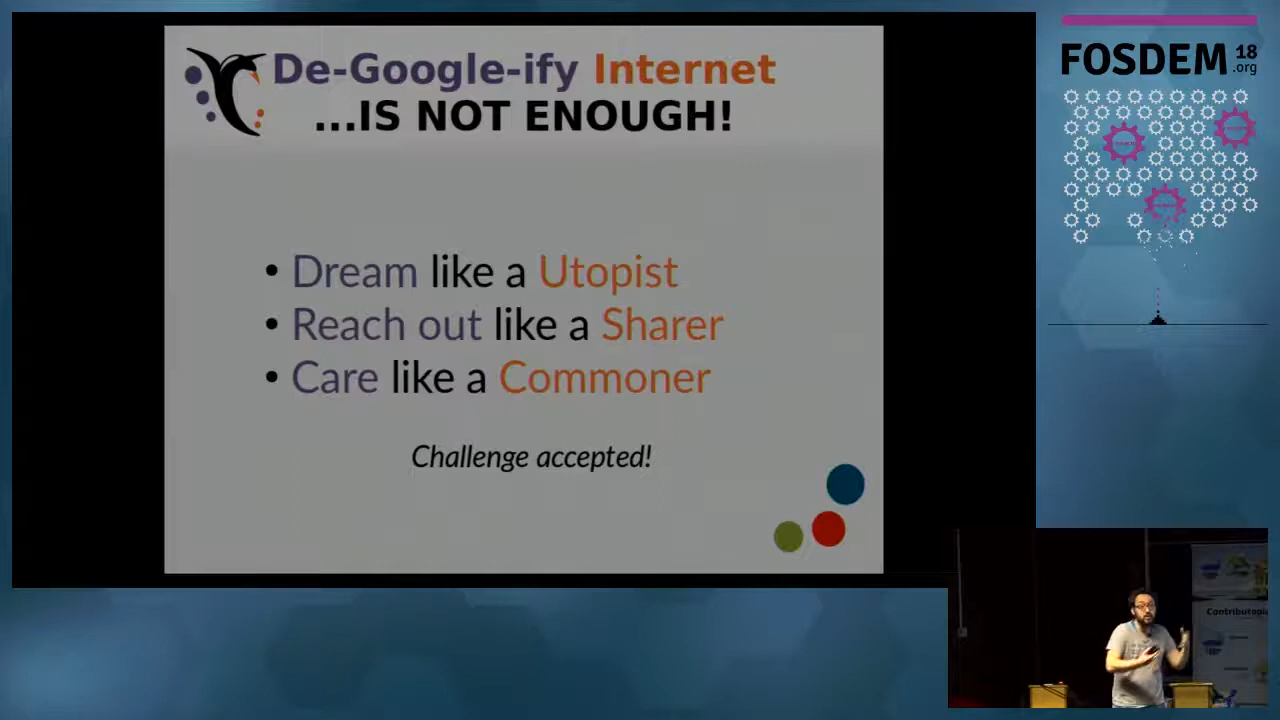 De-Google-ify Internet
...IS NOT ENOUGH!
• Dream like a Utopist
• Reach out like a Sharer
• Care like a Commoner
Challenge accepted!
FOSDEM 18
.org
Contributopia